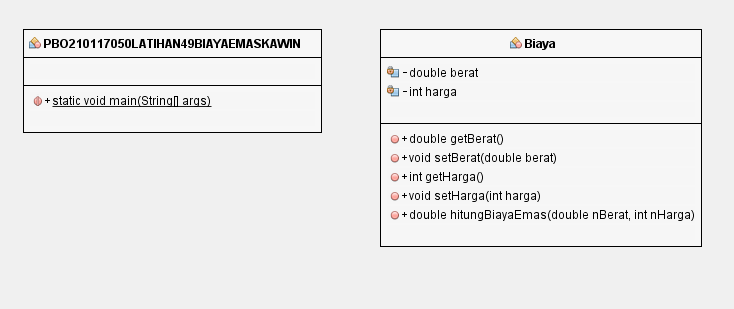 PBO210117050LATIHAN49BIAYAEMASKAWIN
+ static void main(String[] args)
Biaya
- double berat
- int harga
+ double getBerat()
+ void setBerat(double berat)
+ int getHarga()
+ void setHarga(int harga)
+ double hitungBiayaEmas(double nBerat, int nHarga)